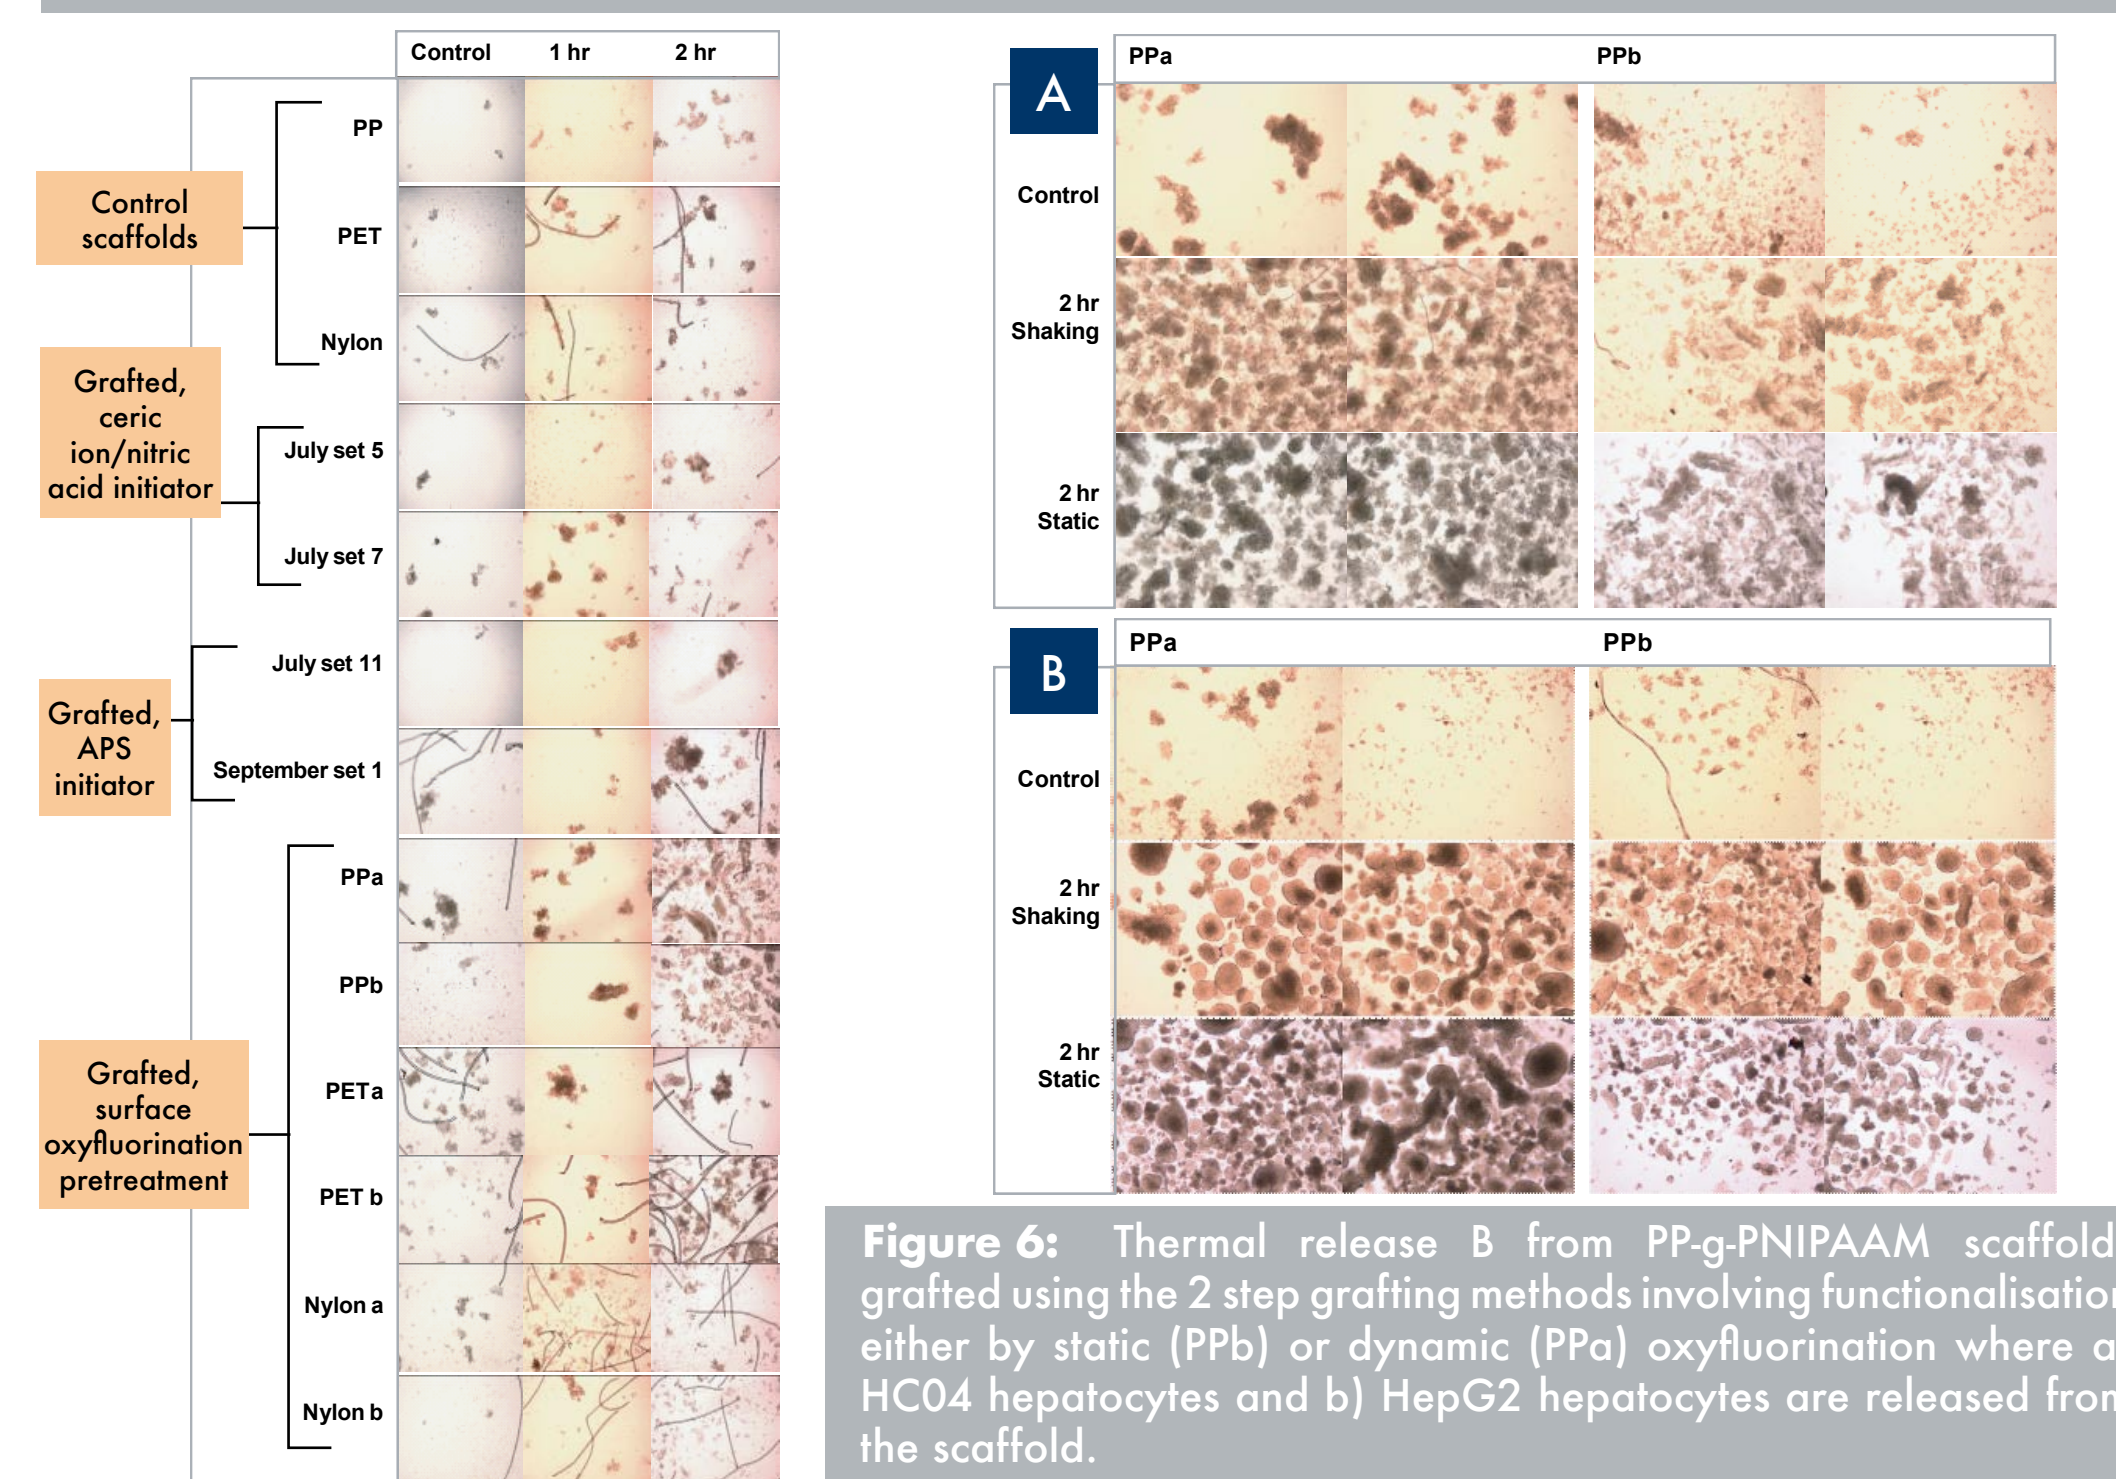 Control 1 hr 2 hr
PP
PET
Nylon
July set 5
July set 7
July set 11
September set 1
PPa
PPb
PETa
PET b
Nylon a
Nylon b
Control
scaffolds
Grafted,
ceric
ion/nitric
acid initiator
Grafted,
APS
initiator
Grafted,
surface
oxyfluorination
pretreatment
A
PPa PPb
Control
2 hr
Shaking
2 hr
Static
B
PPa PPb
Control
2 hr
Shaking
2 hr
Static
Figure 6: Thermal release B from PP-g-PNIPAAM scaffold
grafted using the 2 step grafting methods involving functionalisation
either by static (PPb) or dynamic (PPa) oxyfluorination where a
HC04 hepatocytes and b) HepG2 hepatocytes are released from
the scaffold.